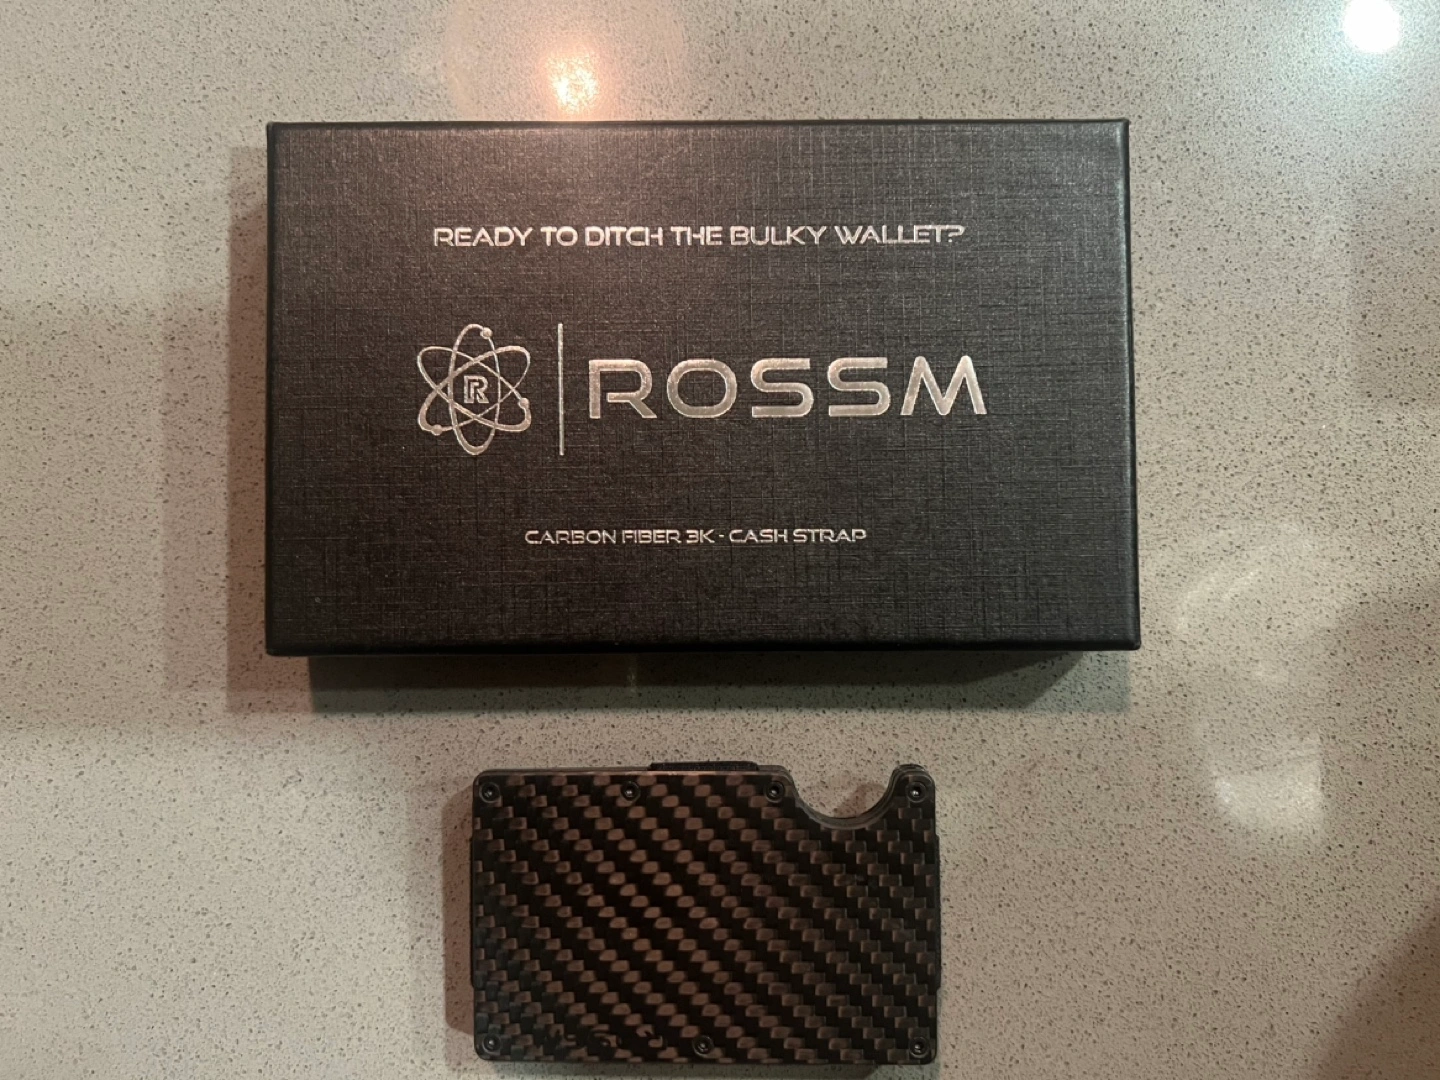 READY TO DITCH THE BULKY WALLET?
R
ROSSM
CARBON FIBER 3K - CASH STRAP